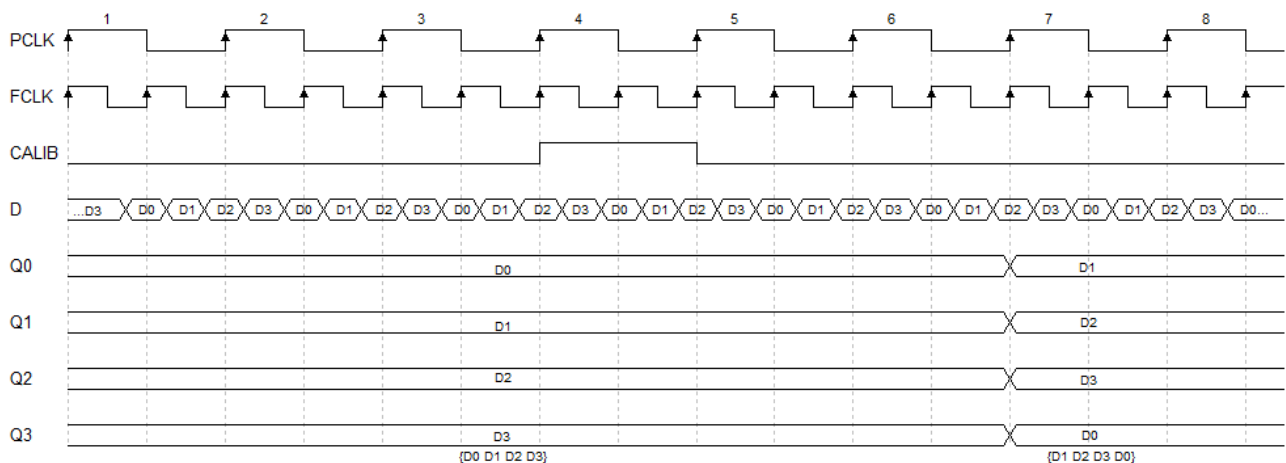 1 2 3 4 5 6 7 8
PCLK
FCLK
CALIB
D ...D3 D0 D1 D2 D3 D0 D1 D2 D3 D0 D1 D2 D3 D0 D1 D2 D3 D0 D1 D2 D3 D0 D1 D2 D3 D0 D1 D2 D3 D0...
Q0 D0 D1
Q1 D1 D2
Q2 D2 D3
Q3 D3 D0
{D0 D1 D2 D3} {D1 D2 D3 D0}